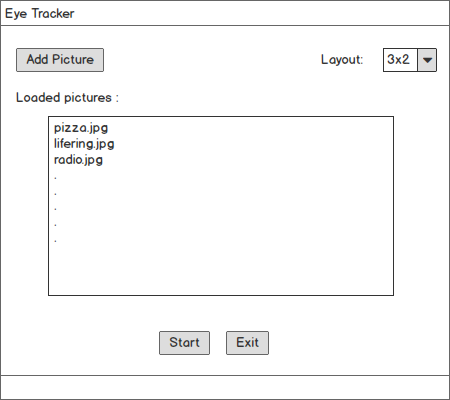 Eye Tracker
Add Picture
Layout: 3x2
Loaded pictures :
pizza.jpg
lifering.jpg
radio.jpg
.
.
.
.
.
Start Exit